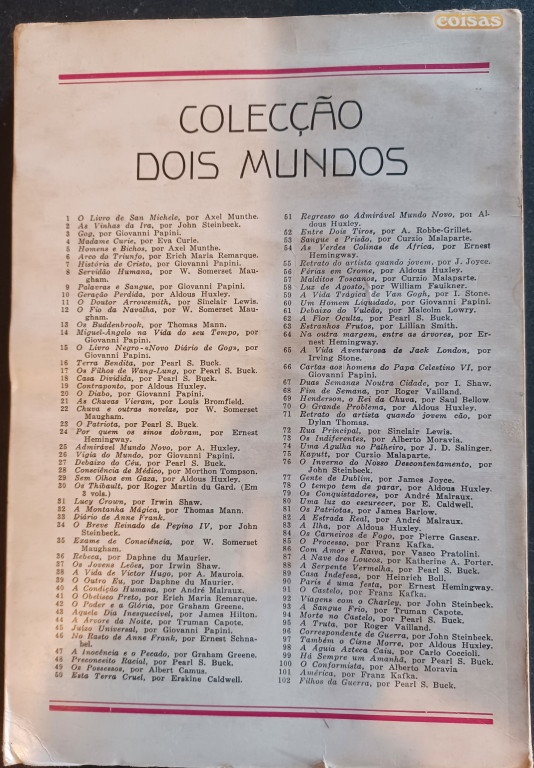 coisas
COLECÇÃO
DOIS MUNDOS
1 O Livro de San Michele, por Axel Munthe.
2 As Vinhas da Ira, por John Steinbeck.
3 Gog, por Giovanni Papini.
4 Madame Curie, por Eva Curie.
5 Homens e Bichos, por Axel Munthe.
6 Arco do Triunfo, por Erich Maria Remarque.
7 História de Cristo, por Giovanni Papini.
8 Servidão Humana, por W. Somerset Mau-
gham.
9 Palavras e Sangue, por Giovanni Papini.
10 Geração Perdida, por Aldous Huxley.
11 O Doutor Arrowsmith, por Sinclair Lewis.
12 O Fio da Navalha, por W. Somerset Mau-
gham.
13 Os Buddenbrook, por Thomas Mann.
14 Miguel-Ângelo na Vida do seu Tempo, por
Giovanni Papini.
15 O Livro Negro-«Novo Diário de Gog», por
Giovanni Papini.
16 Terra Bendita, por Pearl S. Buck.
17 Os Filhos de Wang-Lung, por Pearl S. Buck.
18 Casa Dividida, por Pearl S. Buck.
19 Contraponto, por Aldous Huxley.
20 O Diabo, por Giovanni Papini.
21 As Chuvas Vieram, por Louis Bromfield.
22 Chuva e outras novelas, por W. Somerset
Maugham.
23 O Patriota, por Pearl S. Buck.
24 Por quem os sinos dobram, por Ernest
Hemingway.
25 Admirável Mundo Novo, por A. Huxley.
26 Vigia do Mundo, por Giovanni Papini.
27 Debaixo do Céu, por Pearl S. Buck.
28 Consciência de Médico, por Morthon Tompson.
29 Sem Olhos em Gaza, por Aldous Huxley.
30 Os Thibault, por Roger Martin du Gard. (Em
2 vols.)
31 Lucy Crown, por Irwin Shaw.
32 A Montanha Mágica, por Thomas Mann.
33 Diário de Anne Frank.
34 O Breve Reinado de Pepino IV, por John
Steinbeck.
35 Exame de Consciência, por W. Somerset
Maugham.
36 Rebeca, por Daphne du Maurier.
37 Os Jovens Leões, por Irwin Shaw.
38 A Vida de Victor Hugo, por A. Maurois.
39 O Outro Eu, por Daphne du Maurier.
40 A Condição Humana, por André Malraux.
41 O Obelisco Preto, por Erich Maria Remarque.
42 O Poder e a Glória, por Graham Greene.
43 Aquele Dia Inesquecível, por James Hilton.
44 A Árvore da Noite, por Truman Capote.
45 Juízo Universal, por Giovanni Papini.
46 No Rasto de Anne Frank, por Ernest Schna-
bel.
47 A Inocência e o Pecado, por Graham Greene.
48 Preconceito Racial, por Pearl S. Buck.
49 Os Possessos, por Albert Camus.
50 Esta Terra Cruel, por Erskine Caldwell.
51 Regresso ao Admirável Mundo Novo, por Al-
dous Huxley.
52 Entre Dois Tiros, por A. Robbe-Grillet.
53 Sangue e Prisão, por Curzio Malaparte.
54 As Verdes Colinas de África, por Ernest
Hemingway.
55 Retrato do artista quando jovem, por J. Joyce.
56 Férias em Crome, por Aldous Huxley.
57 Malditos Toscanos, por Curzio Malaparte.
58 Luz de Agosto, por William Faulkner.
59 A Vida Trágica de Van Gogh, por I. Stone.
60 Um Homem Liquidado, por Giovanni Papini.
61 Debaixo do Vulcão, por Malcolm Lowry.
62 A Flor Oculta, por Pearl S. Buck.
63 Estranhos Frutos, por Lillian Smith.
64 Na outra margem, entre as árvores, por Er-
nest Hemingway.
65 A Vida Aventurosa de Jack London, por
Irving Stone.
66 Cartas aos homens do Papa Celestino VI, por
Giovanni Papini.
67 Duas Semanas Noutra Cidade, por I. Shaw.
68 Fim de Semana, por Roger Vailland.
69 Henderson, o Rei da Chuva, por Saul Bellow
70 O Grande Problema, por Aldous Huxley.
71 Retrato do artista quando jovem cão, por
Dylan Thomas.
72 Rua Principal, por Sinclair Lewis.
73 Os Indiferentes, por Alberto Moravia.
74 Uma Agulha no Palheiro, por J. D. Salinger.
75 Kaputt, por Curzio Malaparte.
76 O Inverno do Nosso Descontentamento, por
John Steinbeck.
77 Gente de Dublim, por James Joyce.
78 O tempo tem de parar, por Aldous Huxley.
79 Os Conquistadores, por André Malraux.
80 Uma luz ao escurecer, por E. Caldwell.
81 Os Patriotas, por James Barlow.
82 A Estrada Real, por André Malraux.
83 A Ilha, por Aldous Huxley.
84 Os Carneiros de Fogo, por Pierre Gascar.
85 O Processo, por Franz Kafka.
86 Com Amor e Raiva, por Vasco Pratolini.
87 A Nave dos Loucos, por Katherine A. Porter.
88 A Serpente Vermelha, por Pearl S. Buck.
89 Casa Indefesa, por Heinrich Boll.
90 Paris é uma festa, por Ernest Hemingway.
91 O Castelo, por Franz Kafka.
92 Viagens com o Charley, por John Steinbeck.
93 A Sangue Frio, por Truman Capote.
94 Morte no Castelo, por Pearl S. Buck.
95 A Truta, por Roger Vailland.
96 Correspondente de Guerra, por John Steinbeck.
97 Também o Cisne Morre, por Aldous Huxley.
98 A Águia Azteca Caiu, por Carlo Coccioli.
99 Há Sempre um Amanhã, por Pearl S. Buck.
100 O Conformista, por Alberto Moravia
101 América, por Franz Kafka.
102 Filhos da Guerra, por Pearl S. Buck.